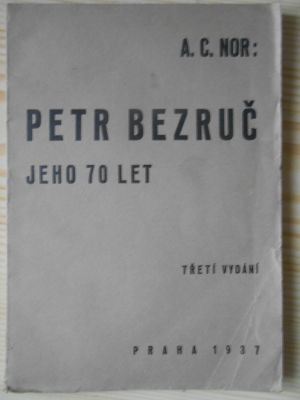 A. C. NOR:
PETR BEZRUČ
JEHO 70 LET
TŘETÍ VYDÁNÍ
PRAHA 1937